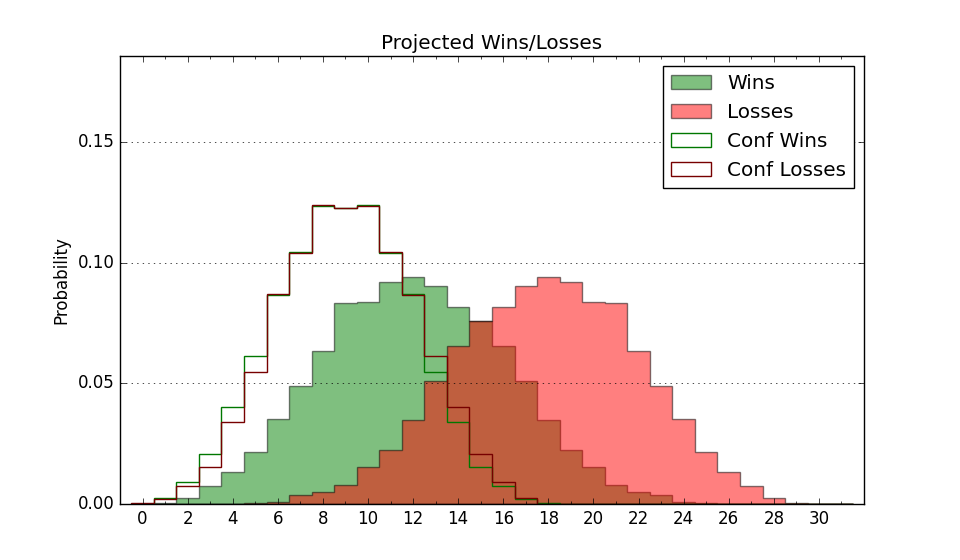 Projected Wins/Losses
Wins
Losses
Conf Wins
Conf Losses
Probability
0.15
0.10
0.05
0.00
0 2 4 6 8 10 12 14 16 18 20 22 24 26 28 30